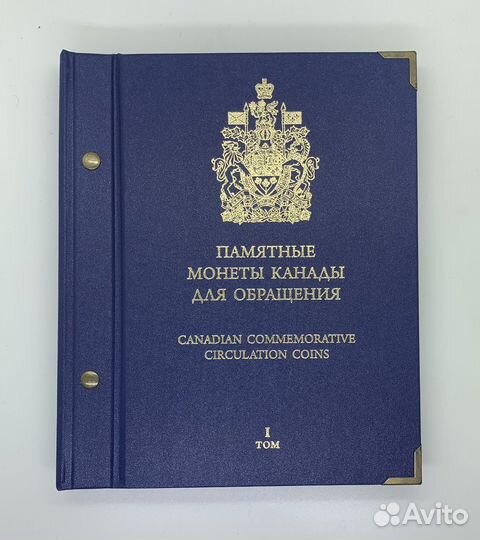 ПАМЯТНЫЕ
МОНЕТЫ КАНАДЫ
ДЛЯ ОБРАЩЕНИЯ
CANADIAN COMMEMORATIVE
CIRCULATION COINS
I
ТОМ
Avito